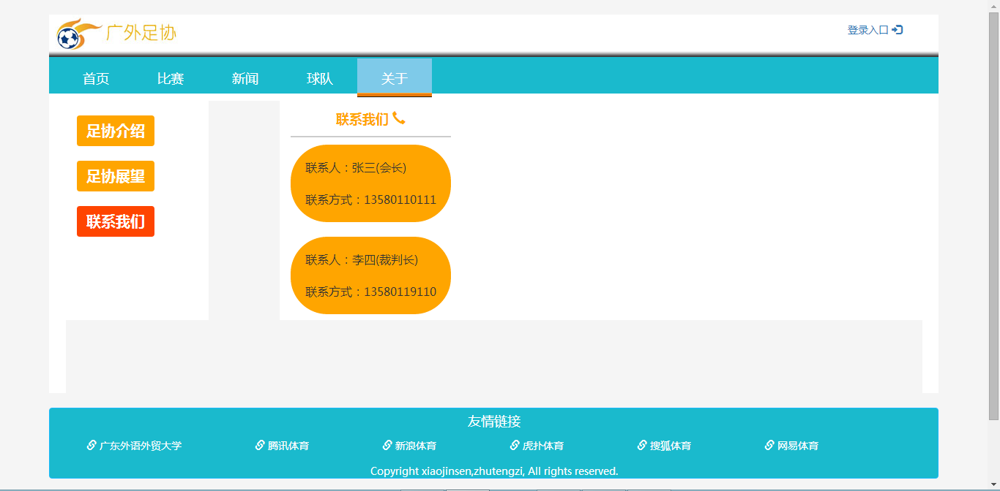 广外足协
登录入口
首页 比赛 新闻 球队 关于
足协介绍
足协展望
联系我们
联系我们
联系人：张三(会长)
联系方式：13580110111
联系人：李四(裁判长)
联系方式：13580119110
友情链接
广东外语外贸大学 腾讯体育 新浪体育 虎扑体育 搜狐体育 网易体育
Copyright xiaojinsen,zhutengzi, All rights reserved.